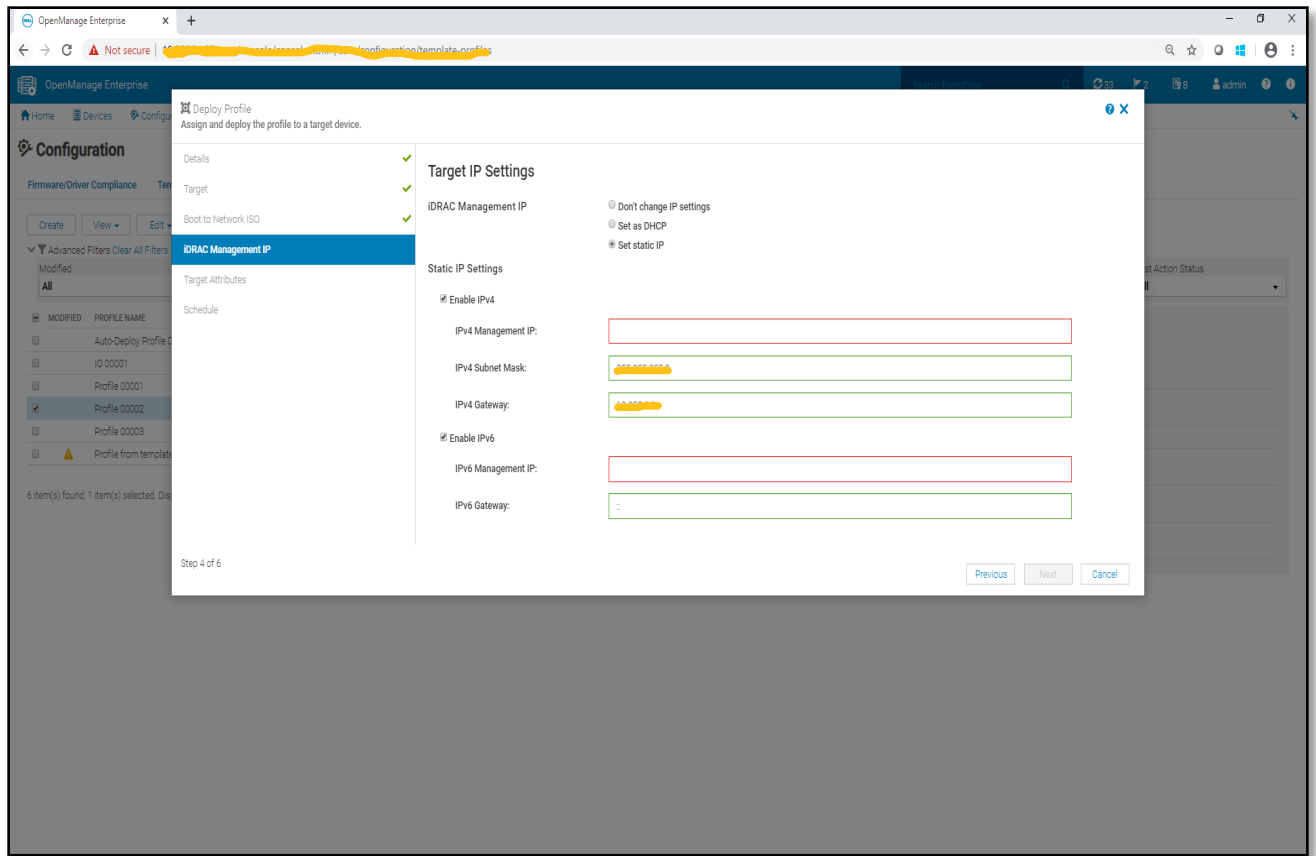 OpenManage Enterprise
Not secure
configuration/template-profiles
OpenManage Enterprise
Search Everything
33
2
8
admin
Home Devices
Deploy Profile
Assign and deploy the profile to a target device.
Configuration
Firmware/Driver Compliance
Create View Edit
Advanced Filters Clear All Filters
Modified
All
MODIFIED PROFILE NAME
Auto-Deploy Profile
IO 00001
Profile 00001
Profile 00002
Profile 00003
Profile from template
6 item(s) found, 1 item(s) selected.
Details
Target
Boot to Network ISO
iDRAC Management IP
Target Attributes
Schedule
Step 4 of 6
Target IP Settings
iDRAC Management IP
Don't change IP settings
Set as DHCP
Set static IP
Static IP Settings
Enable IPv4
IPv4 Management IP:
IPv4 Subnet Mask:
IPv4 Gateway:
Enable IPv6
IPv6 Management IP:
IPv6 Gateway:
::
Previous Next Cancel
Action Status